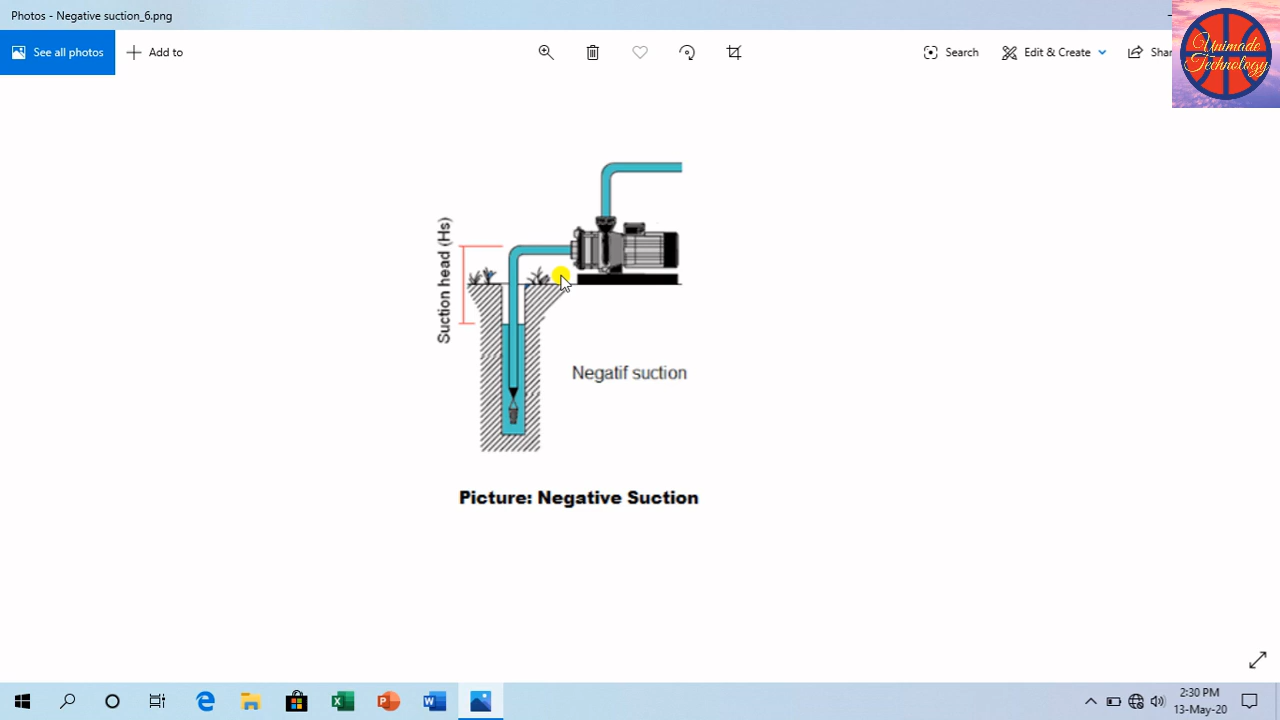 Photos - Negative suction_6.png
See all photos
Add to
Search
Edit & Create
Shar
Unimade
Technology
Suction head (Hs)
Negatif suction
Picture: Negative Suction
2:30 PM
13-May-20